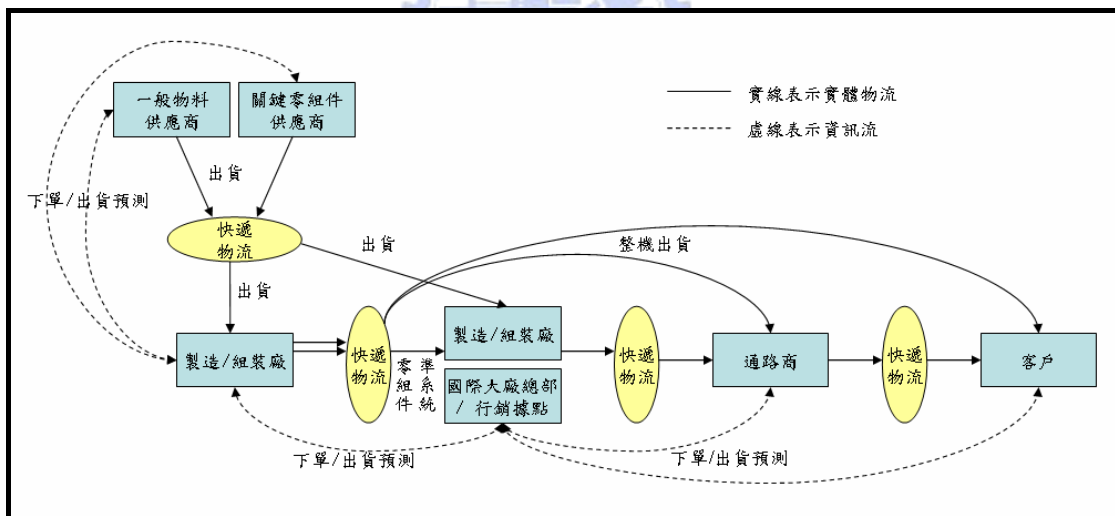 一般物料
供應商
關鍵零組件
供應商
實線表示實體物流
虛線表示資訊流
出貨
下單/出貨預測
快遞
物流
出貨
整機出貨
出貨
製造/組裝廠
快遞
物流
零組件
準系統
製造/組裝廠
國際大廠總部
/ 行銷據點
快遞
物流
通路商
快遞
物流
客戶
下單/出貨預測
下單/出貨預測